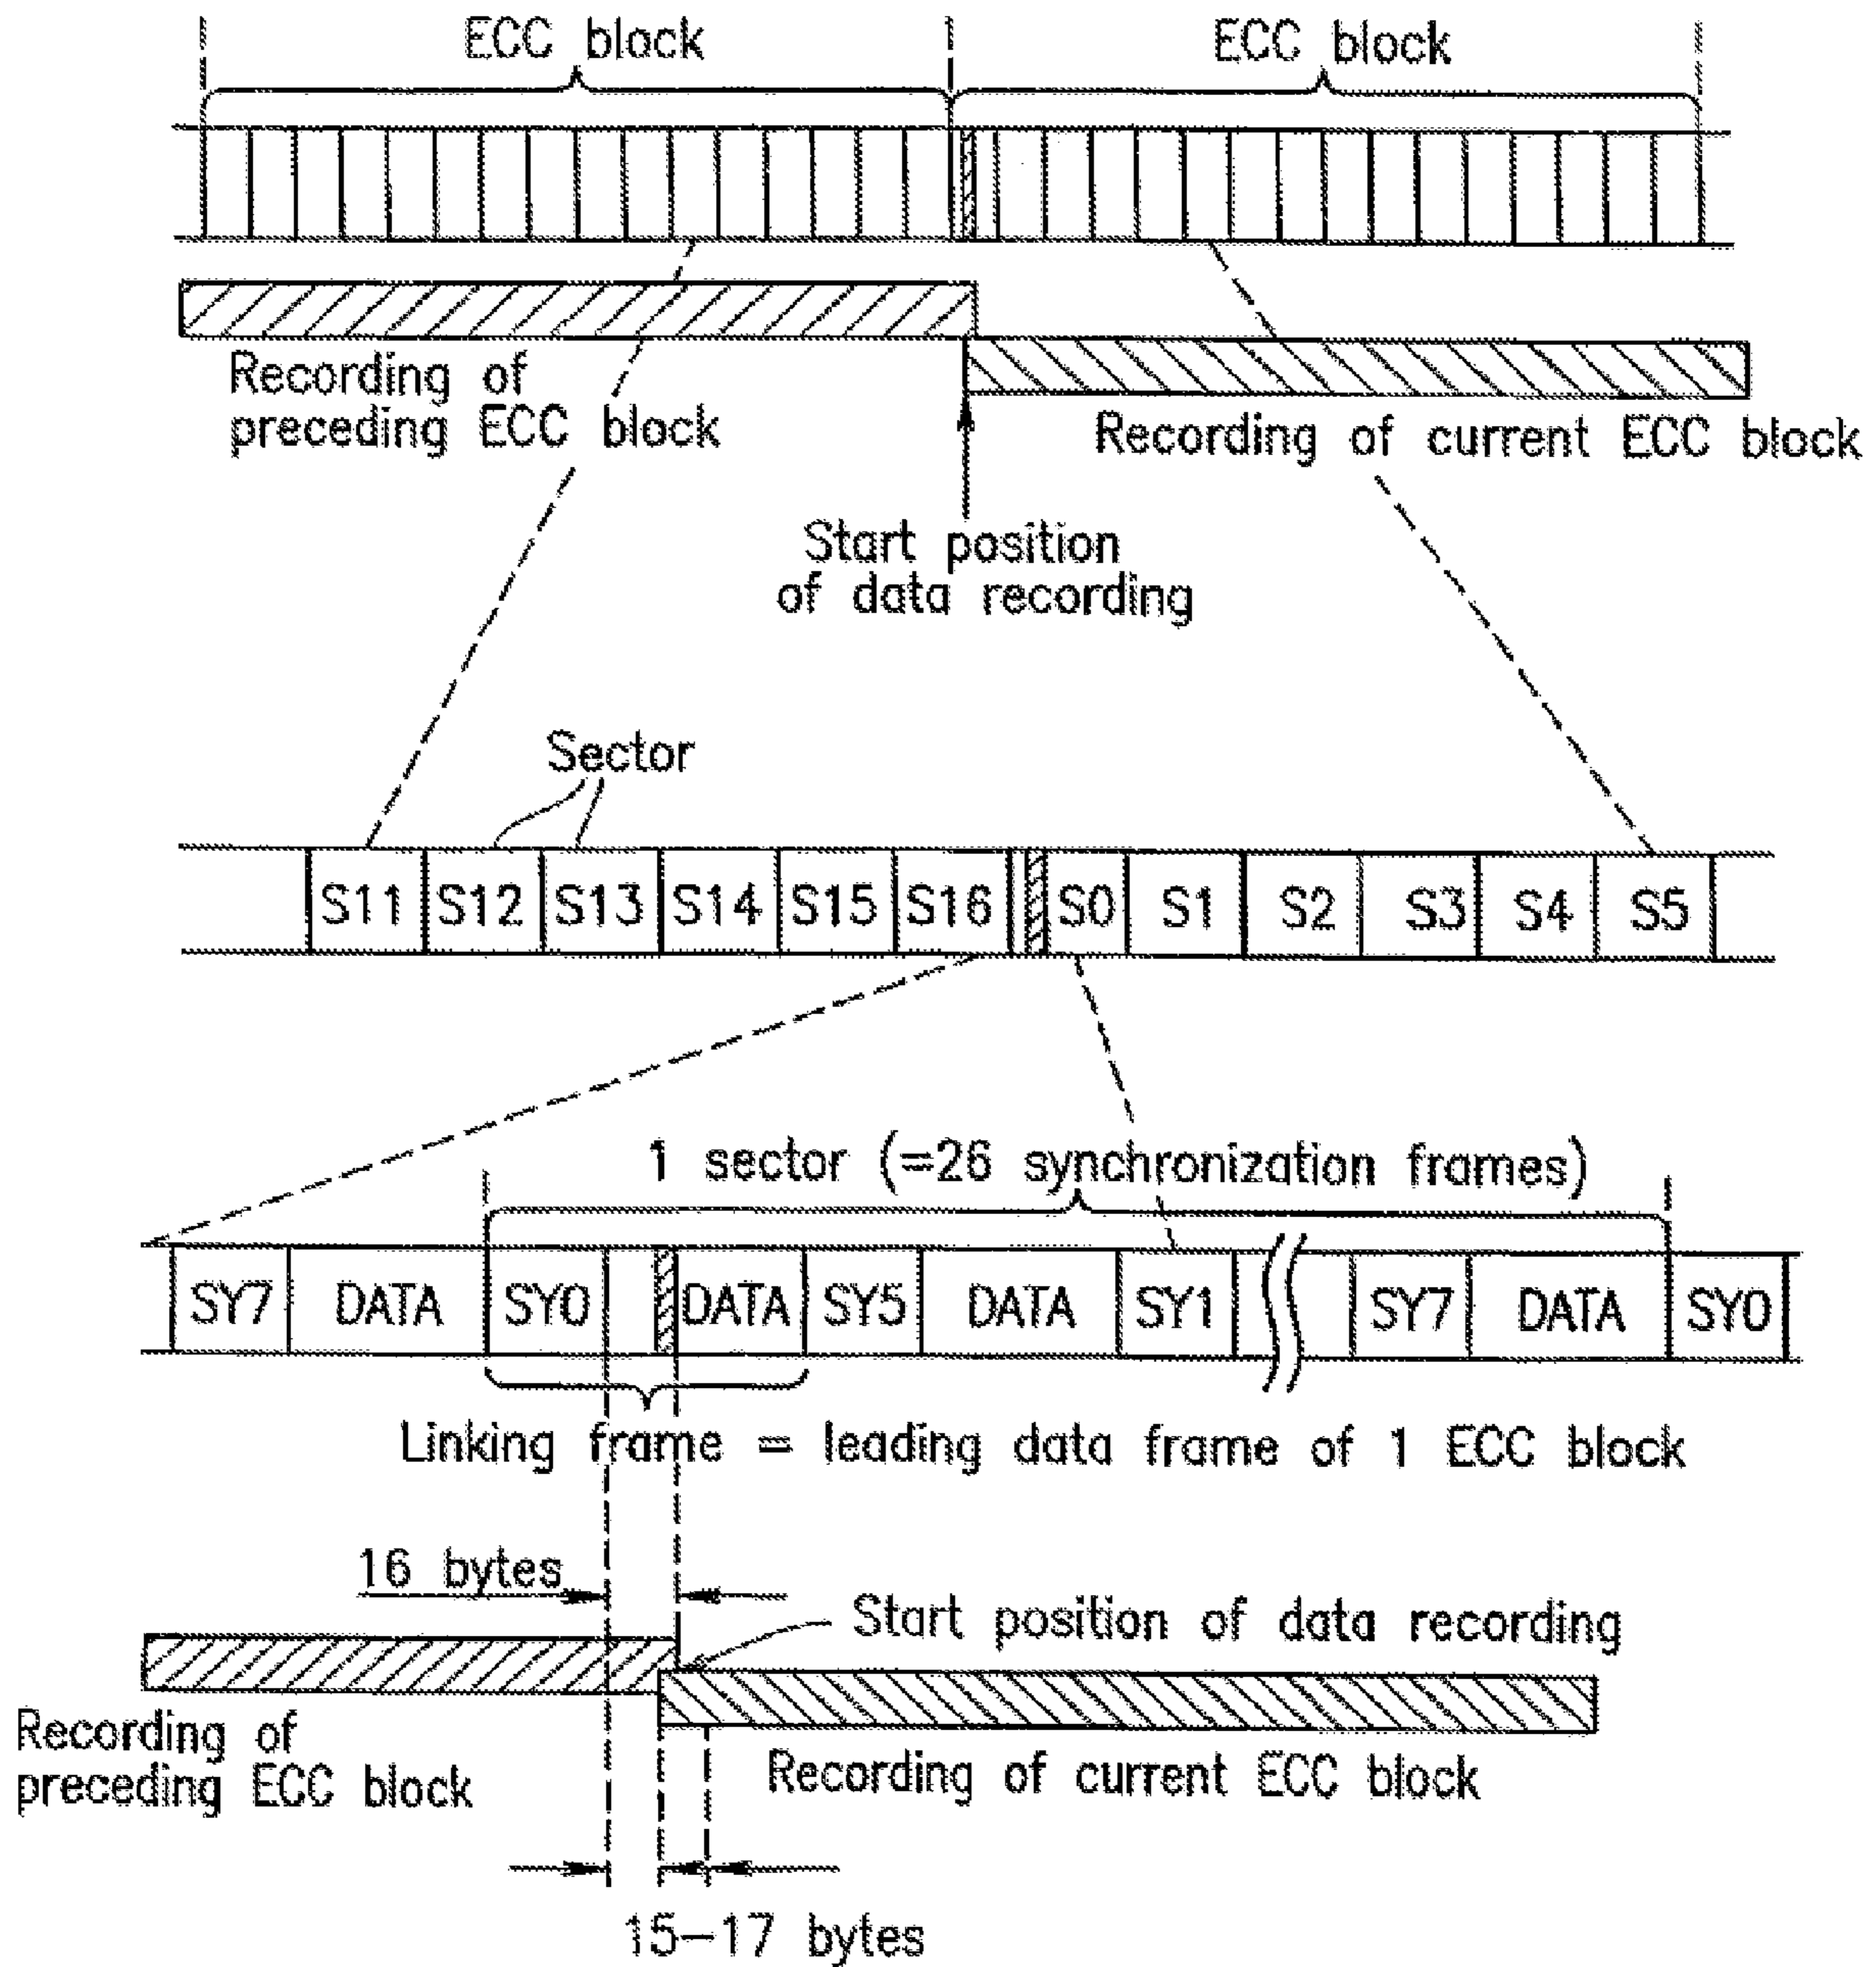 ECC block ECC block
Recording of
preceding ECC block
Recording of current ECC block
Start position
of data recording
Sector
S11 S12 S13 S14 S15 S16 S0 S1 S2 S3 S4 S5
1 sector (=26 synchronization frames)
SY7 DATA SY0 DATA SY5 DATA SY1 SY7 DATA SY0
Linking frame = leading data frame of 1 ECC block
16 bytes
Start position of data recording
Recording of
preceding ECC block
Recording of current ECC block
15-17 bytes